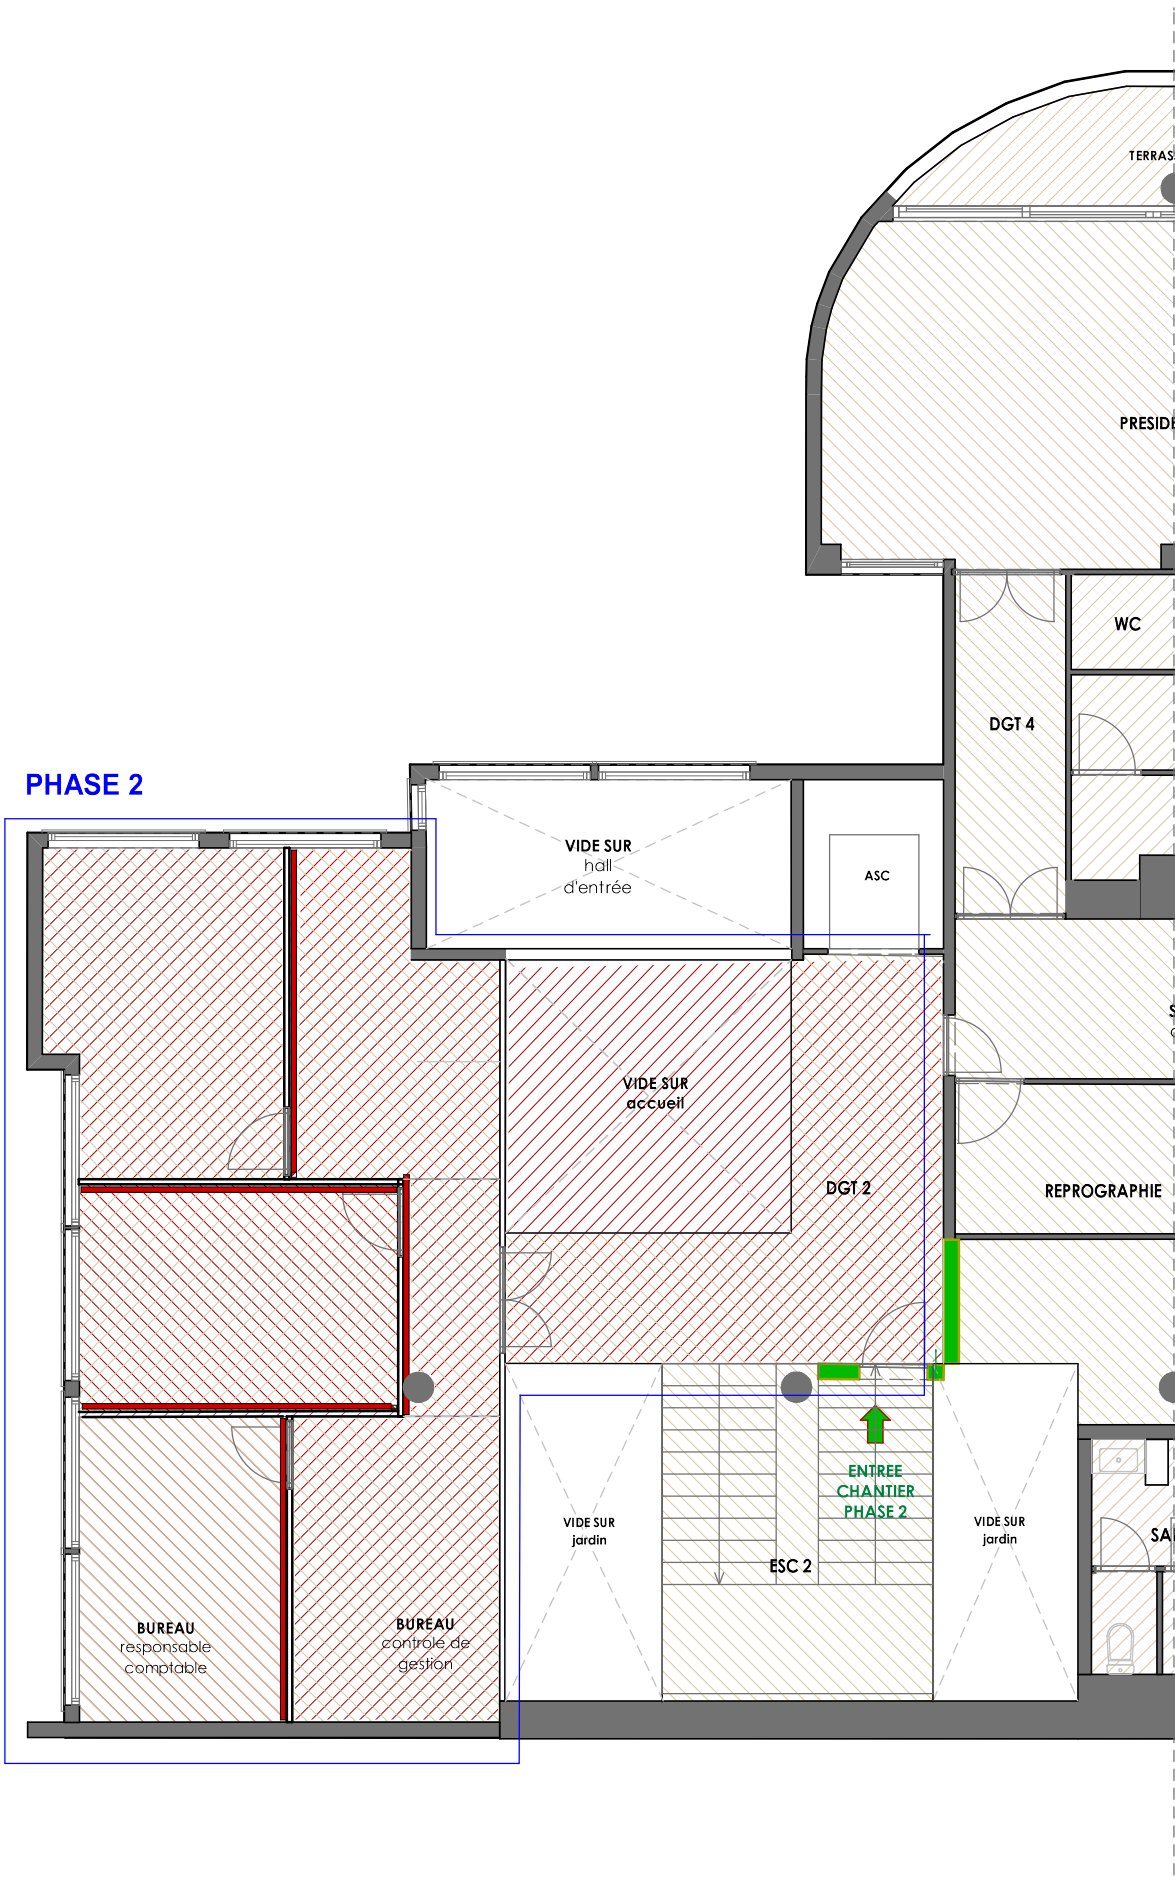 TERRAS
PRESIDE
WC
DGT 4
PHASE 2
VIDE SUR
hall
d'entrée
ASC
VIDE SUR
accueil
DGT 2
REPROGRAPHIE
ENTREE
CHANTIER
PHASE 2
VIDE SUR
jardin
VIDE SUR
jardin
ESC 2
SA
BUREAU
responsable
comptable
BUREAU
controle de
gestion